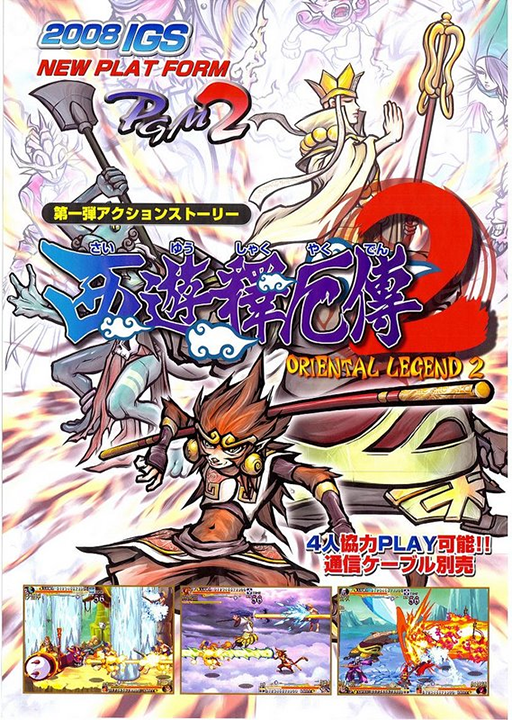 2008 IGS
NEW PLAT FORM
PGM2
第一弾アクションストーリー
さい ゆう しゃく やく でん
西遊釋厄傳2
ORIENTAL LEGEND 2
4人協力PLAY可能!!
通信ケーブル別売